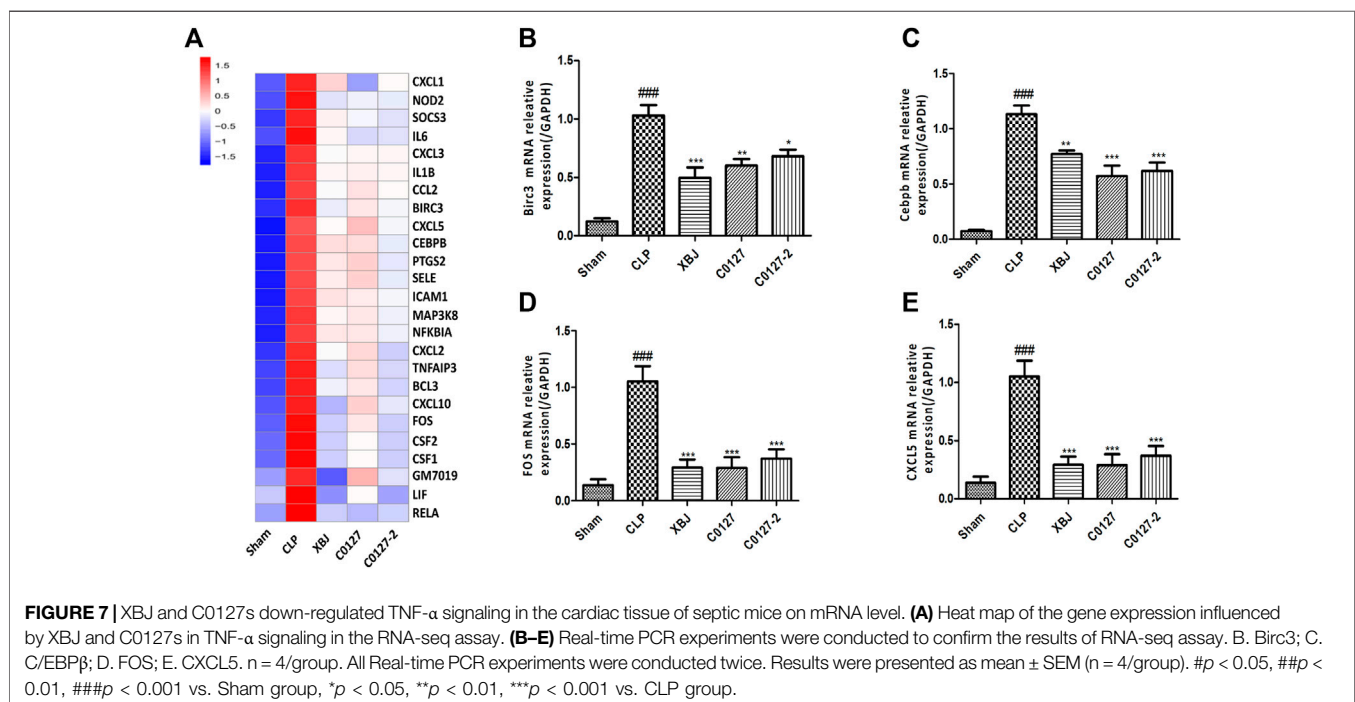 A
1.5
1
0.5
0
−0.5
−1
−1.5
CXCL1
NOD2
SOCS3
IL6
CXCL3
IL1B
CCL2
BIRC3
CXCL5
CEBPB
PTGS2
SELE
ICAM1
MAP3K8
NFKBIA
CXCL2
TNFAIP3
BCL3
CXCL10
FOS
CSF2
CSF1
GM7019
LIF
RELA
Sham
CLP
XBJ
C0127
C0127-2
B
Birc3 mRNA releative
expression(/GAPDH)
1.5
1.0
0.5
0.0
###
***
**
*
Sham
CLP
XBJ
C0127
C0127-2
C
Cebpb mRNA releative
expression(/GAPDH)
1.5
1.0
0.5
0.0
###
**
***
***
Sham
CLP
XBJ
C0127
C0127-2
D
FOS mRNA releative
expression(/GAPDH)
1.5
1.0
0.5
0.0
###
***
***
***
Sham
CLP
XBJ
C0127
C0127-2
E
CXCL5 mRNA releative
expression(/GAPDH)
1.5
1.0
0.5
0.0
###
***
***
***
Sham
CLP
XBJ
C0127
C0127-2
FIGURE 7 | XBJ and C0127s down-regulated TNF-α signaling in the cardiac tissue of septic mice on mRNA level. (A) Heat map of the gene expression influenced
by XBJ and C0127s in TNF-α signaling in the RNA-seq assay. (B–E) Real-time PCR experiments were conducted to confirm the results of RNA-seq assay. B. Birc3; C.
C/EBPβ; D. FOS; E. CXCL5. n = 4/group. All Real-time PCR experiments were conducted twice. Results were presented as mean ± SEM (n = 4/group). #p < 0.05, ##p <
0.01, ###p < 0.001 vs. Sham group, *p < 0.05, **p < 0.01, ***p < 0.001 vs. CLP group.